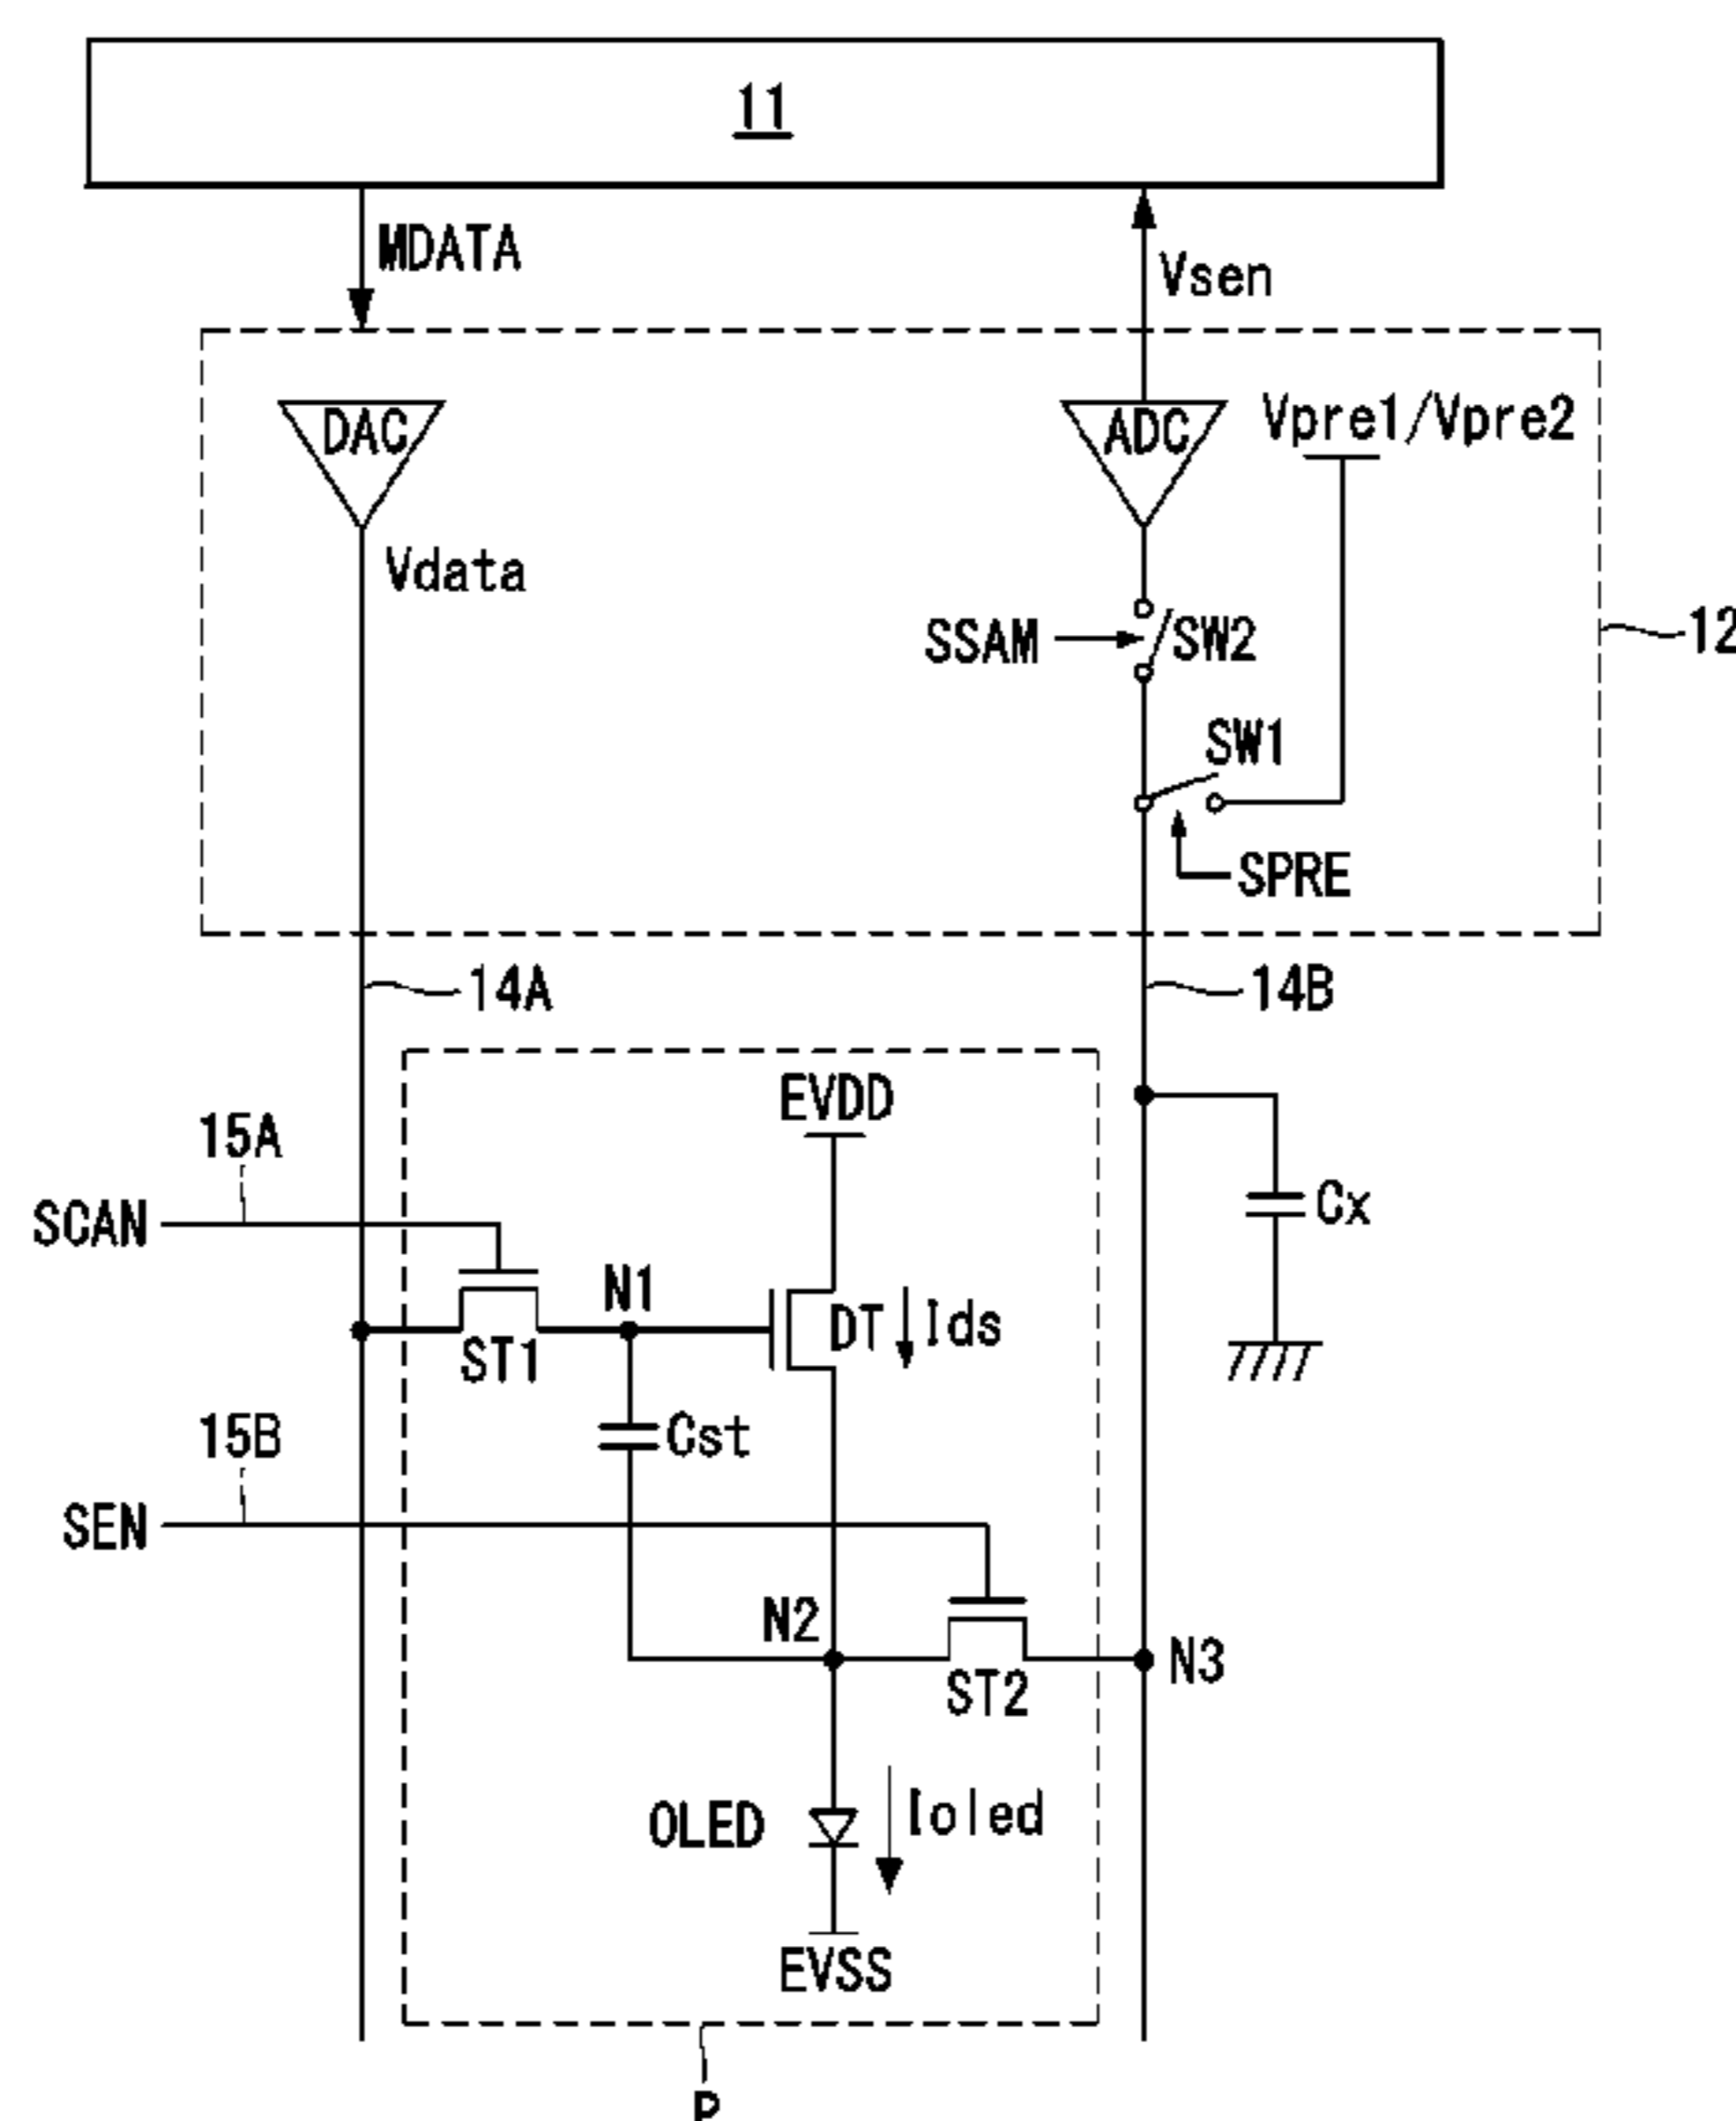 11
MDATA
Vsen
DAC
ADC
Vpre1/Vpre2
Vdata
SSAM
SW2
12
SW1
SPRE
14A
14B
EVDD
15A
SCAN
Cx
N1
DT
Ids
ST1
15B
Cst
SEN
N2
N3
ST2
OLED
Ioled
EVSS
P